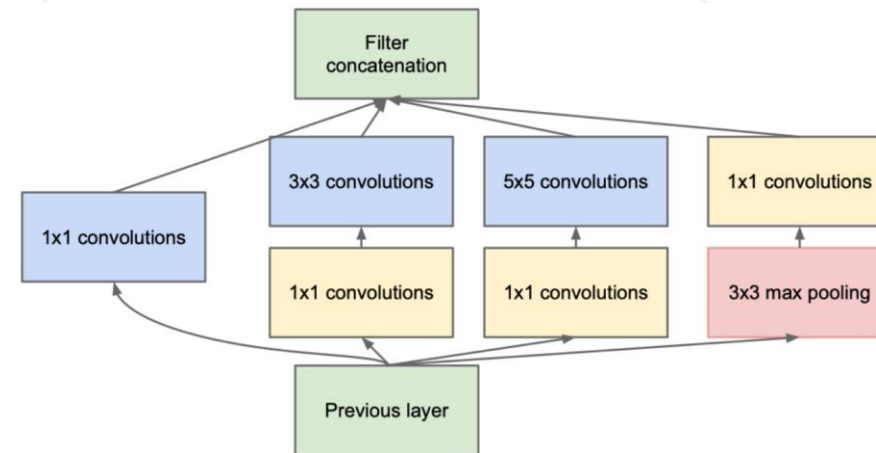 Filter
concatenation
3x3 convolutions
5x5 convolutions
1x1 convolutions
1x1 convolutions
1x1 convolutions
1x1 convolutions
3x3 max pooling
Previous layer